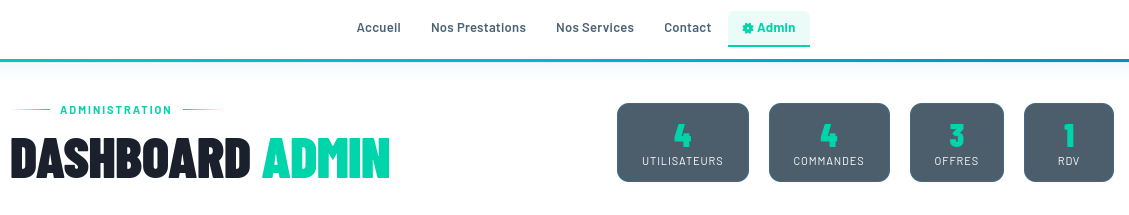 Accueil Nos Prestations Nos Services Contact Admin
ADMINISTRATION
DASHBOARD ADMIN
4 4 3 1
UTILISATEURS COMMANDES OFFRES RDV